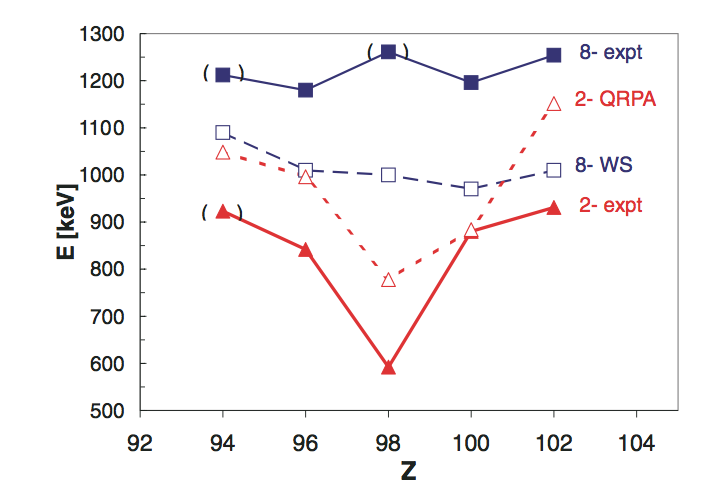 1300
( )
8- expt
( )
1200
2- QRPA
1100
8- WS
1000
2- expt
900
( )
E [keV]
800
700
600
500
92 94 96 98 100 102 104
Z